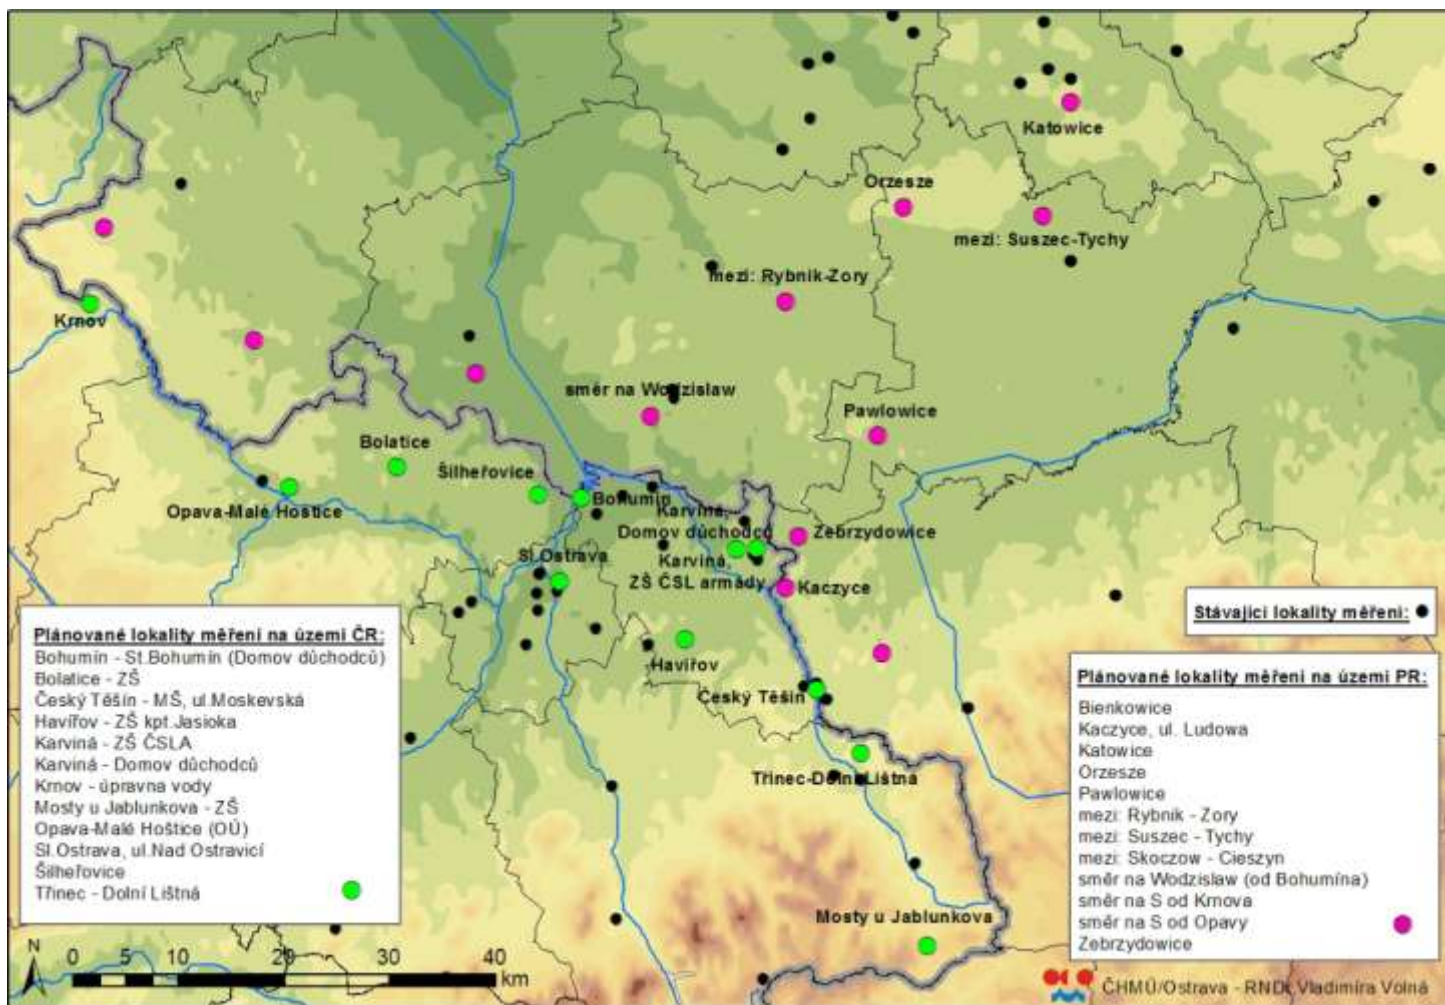 Katowice
Orzesze
mezi: Suszec-Tychy
mezi: Rybnik-Zory
Krnov
směr na Wodzislaw
Pawlowice
Bolatice
Šilheřovice
Bohumín
Opava-Malé Hoštice
Karviná,
Domov důchodců
Zebrzydowice
Sl.Ostrava
Karviná,
ZŠ ČSL armády
Kaczyce
Havířov
Český Těšín
Třinec-Dolní Lištná
Mosty u Jablunkova
Plánované lokality měření na území ČR:
Bohumín - St.Bohumín (Domov důchodců)
Bolatice - ZŠ
Český Těšín - MŠ, ul.Moskevská
Havířov - ZŠ kpt.Jasioka
Karviná - ZŠ ČSLA
Karviná - Domov důchodců
Krnov - úpravna vody
Mosty u Jablunkova - ZŠ
Opava-Malé Hoštice (OÚ)
Sl.Ostrava, ul.Nad Ostravicí
Šilheřovice
Třinec - Dolní Lištná
Stávající lokality měření:
Plánované lokality měření na území PR:
Bienkowice
Kaczyce, ul. Ludowa
Katowice
Orzesze
Pawlowice
mezi: Rybnik - Zory
mezi: Suszec - Tychy
mezi: Skoczow - Cieszyn
směr na Wodzislaw (od Bohumína)
směr na S od Krnova
směr na S od Opavy
Zebrzydowice
N
0 5 10 20 30 40
km
ČHMÚ/Ostrava - RNDr.Vladimíra Volná